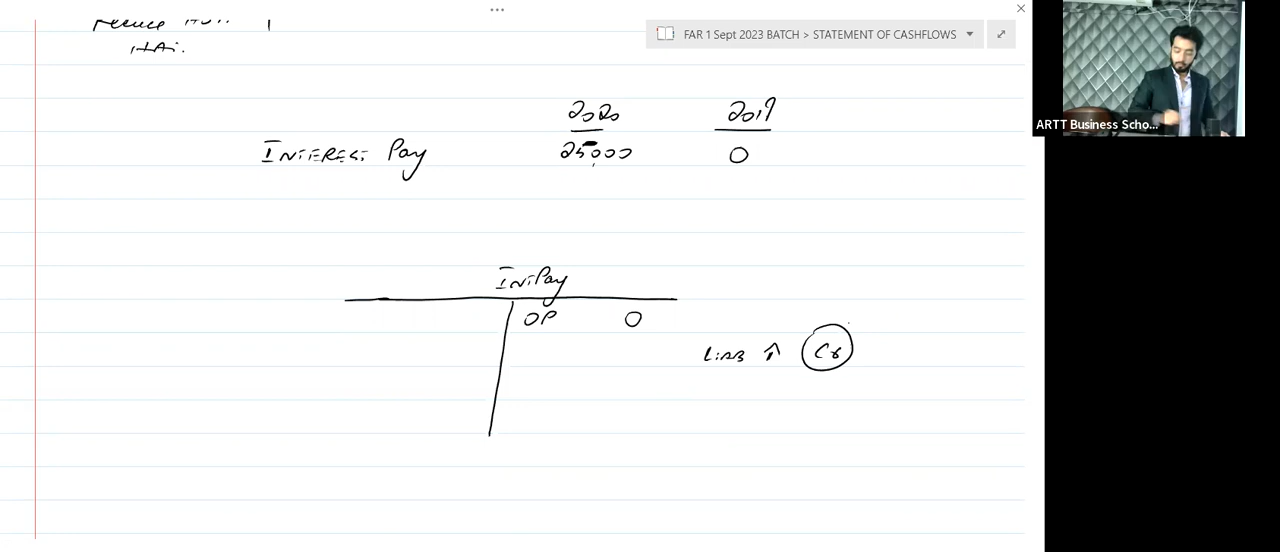 HAI.
FAR 1 Sept 2023 BATCH > STATEMENT OF CASHFLOWS
ARTT Business Scho...
2020 2019
INTEREST Pay 25,000 0
INT Pay
OP 0
LIAB ↑ Cr